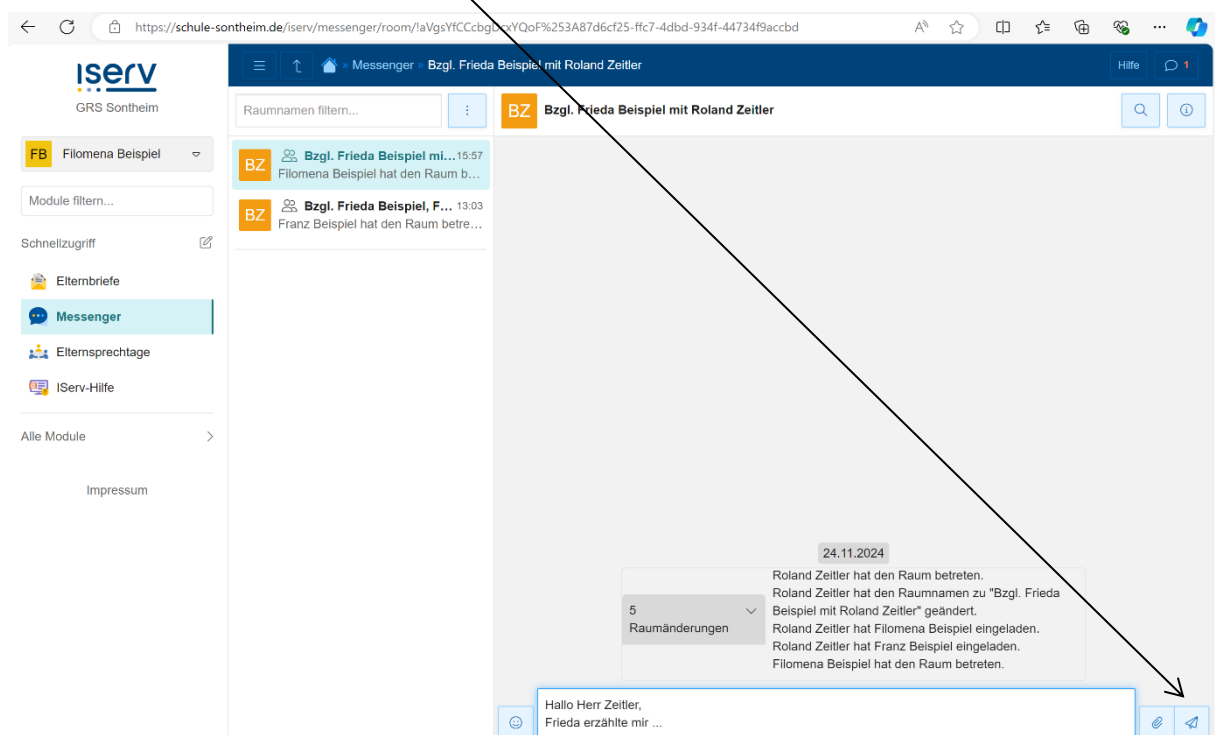 https://schule-sontheim.de/iserv/messenger/room/!aVgsYfCCcbgDcxYQoF%253A87d6cf25-ffc7-4dbd-934f-44734f9accbd
Iserv
GRS Sontheim
FB Filomena Beispiel
Module filtern...
Schnellzugriff
Elternbriefe
Messenger
Elternsprechtage
IServ-Hilfe
Alle Module
Impressum
» Messenger » Bzgl. Frieda Beispiel mit Roland Zeitler
Hilfe
1
Raumnamen filtern...
BZ
Bzgl. Frieda Beispiel mi... 15:57
Filomena Beispiel hat den Raum b...
BZ
Bzgl. Frieda Beispiel, F... 13:03
Franz Beispiel hat den Raum betre...
BZ Bzgl. Frieda Beispiel mit Roland Zeitler
24.11.2024
5
Raumänderungen
Roland Zeitler hat den Raum betreten.
Roland Zeitler hat den Raumnamen zu "Bzgl. Frieda
Beispiel mit Roland Zeitler" geändert.
Roland Zeitler hat Filomena Beispiel eingeladen.
Roland Zeitler hat Franz Beispiel eingeladen.
Filomena Beispiel hat den Raum betreten.
Hallo Herr Zeitler,
Frieda erzählte mir ...